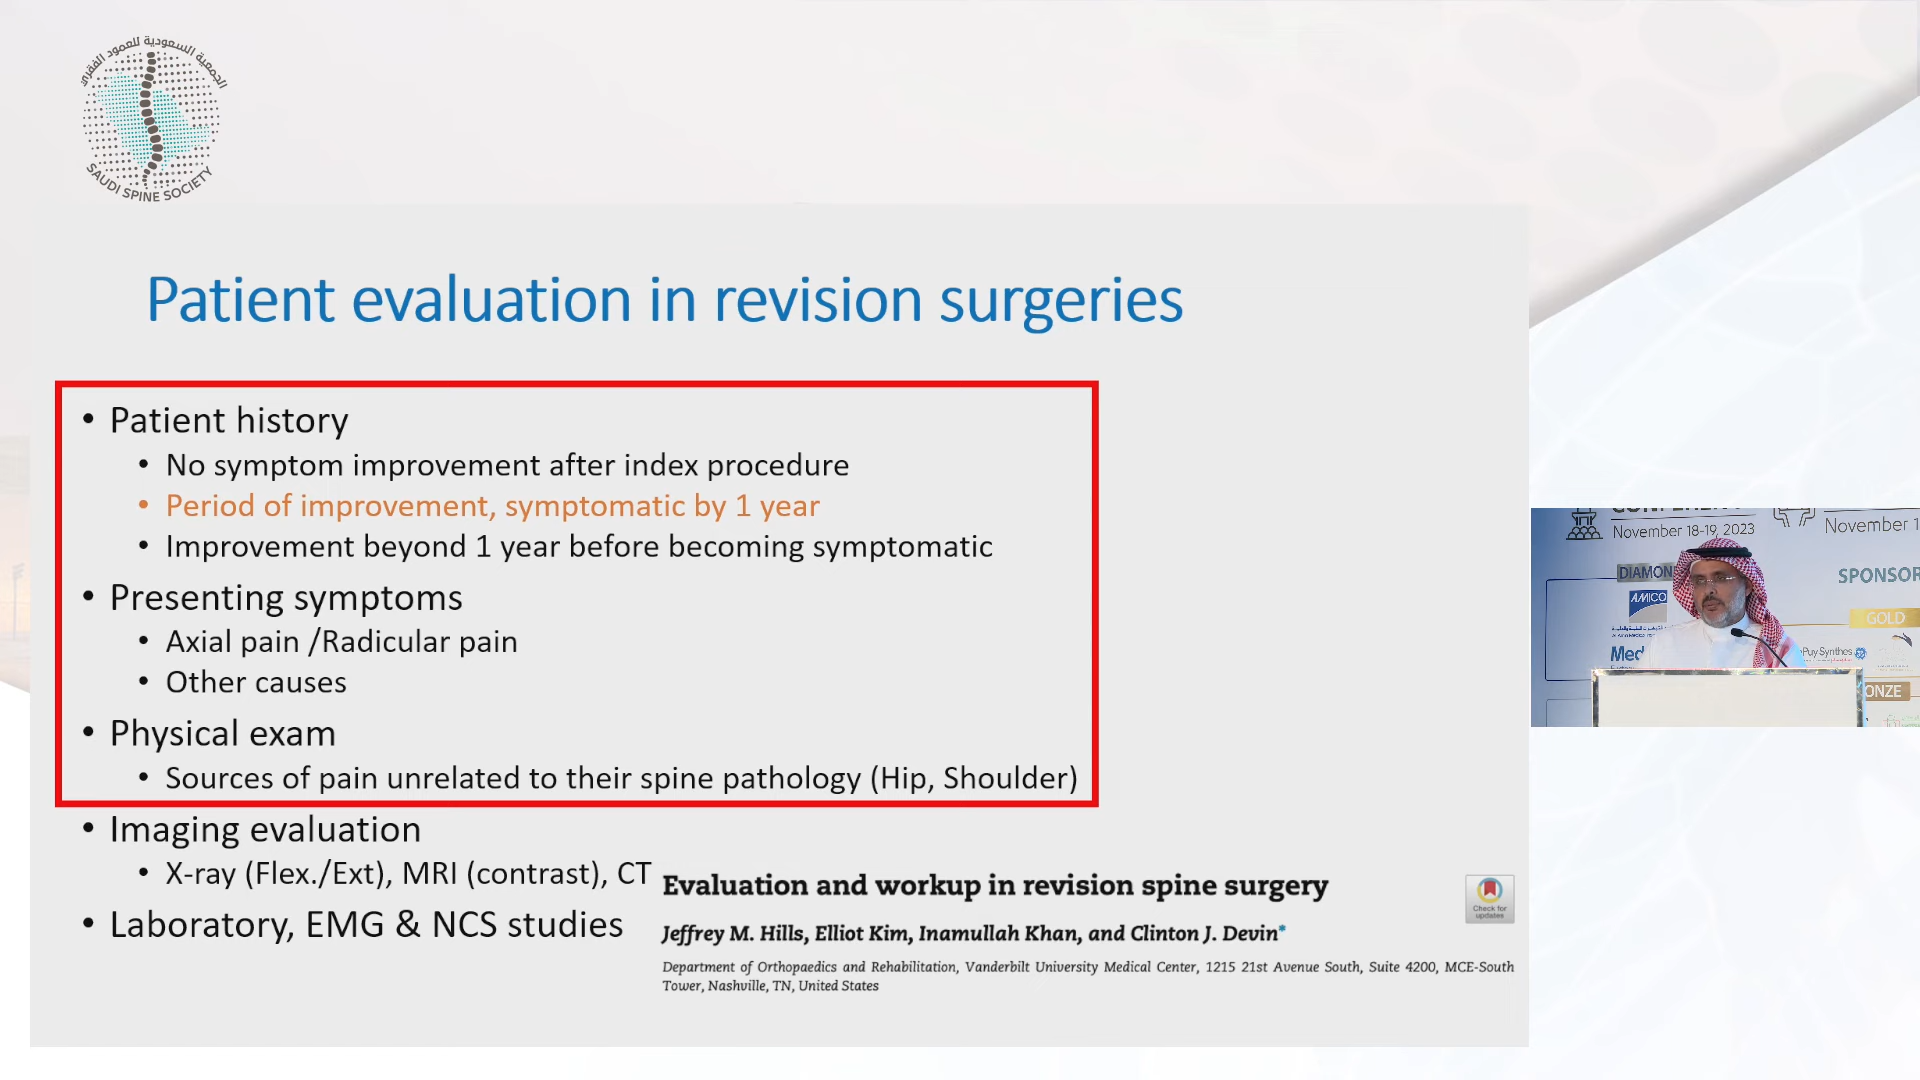 الجمعية السعودية للعمود الفقري
SAUDI SPINE SOCIETY
Patient evaluation in revision surgeries
• Patient history
• No symptom improvement after index procedure
• Period of improvement, symptomatic by 1 year
• Improvement beyond 1 year before becoming symptomatic
• Presenting symptoms
• Axial pain /Radicular pain
• Other causes
• Physical exam
• Sources of pain unrelated to their spine pathology (Hip, Shoulder)
• Imaging evaluation
• X-ray (Flex./Ext), MRI (contrast), CT
• Laboratory, EMG & NCS studies
Evaluation and workup in revision spine surgery
Check for
updates
Jeffrey M. Hills, Elliot Kim, Inamullah Khan, and Clinton J. Devin*
Department of Orthopaedics and Rehabilitation, Vanderbilt University Medical Center, 1215 21st Avenue South, Suite 4200, MCE-South
Tower, Nashville, TN, United States
November 18-19, 2023
November 1
DIAMON
SPONSOR
AMICO
GOLD
Med
Puy Synthes
ONZE